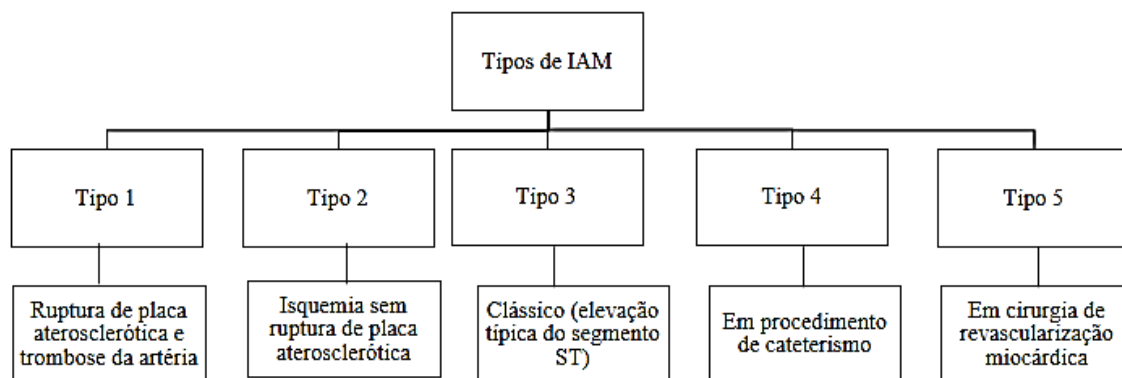 Tipos de IAM
Tipo 1
Tipo 2
Tipo 3
Tipo 4
Tipo 5
Ruptura de placa
aterosclerótica e
trombose da artéria
Isquemia sem
ruptura de placa
aterosclerótica
Clássico (elevação
típica do segmento
ST)
Em procedimento
de cateterismo
Em cirurgia de
revascularização
miocárdica